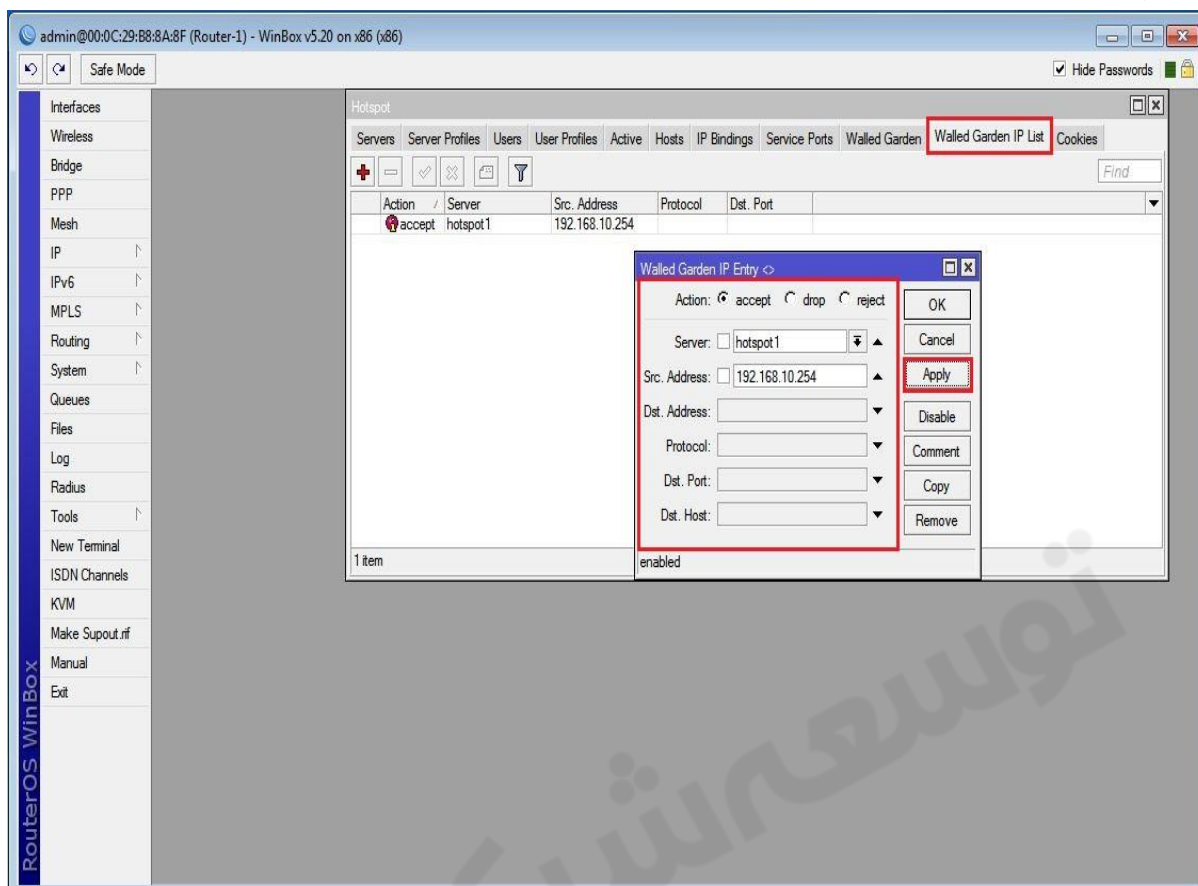 admin@00:0C:29:B8:8A:8F (Router-1) - WinBox v5.20 on x86 (x86)
Safe Mode
Hide Passwords
Interfaces
Wireless
Bridge
PPP
Mesh
IP
IPv6
MPLS
Routing
System
Queues
Files
Log
Radius
Tools
New Terminal
ISDN Channels
KVM
Make Supout.rif
Manual
Exit
RouterOS WinBox
Hotspot
Servers Server Profiles Users User Profiles Active Hosts IP Bindings Service Ports Walled Garden Walled Garden IP List Cookies
Find
Action / Server Src. Address Protocol Dst. Port
accept hotspot1 192.168.10.254
1 item
Walled Garden IP Entry <>
Action: accept drop reject
Server: hotspot1
Src. Address: 192.168.10.254
Dst. Address:
Protocol:
Dst. Port:
Dst. Host:
enabled
OK
Cancel
Apply
Disable
Comment
Copy
Remove
توسعه